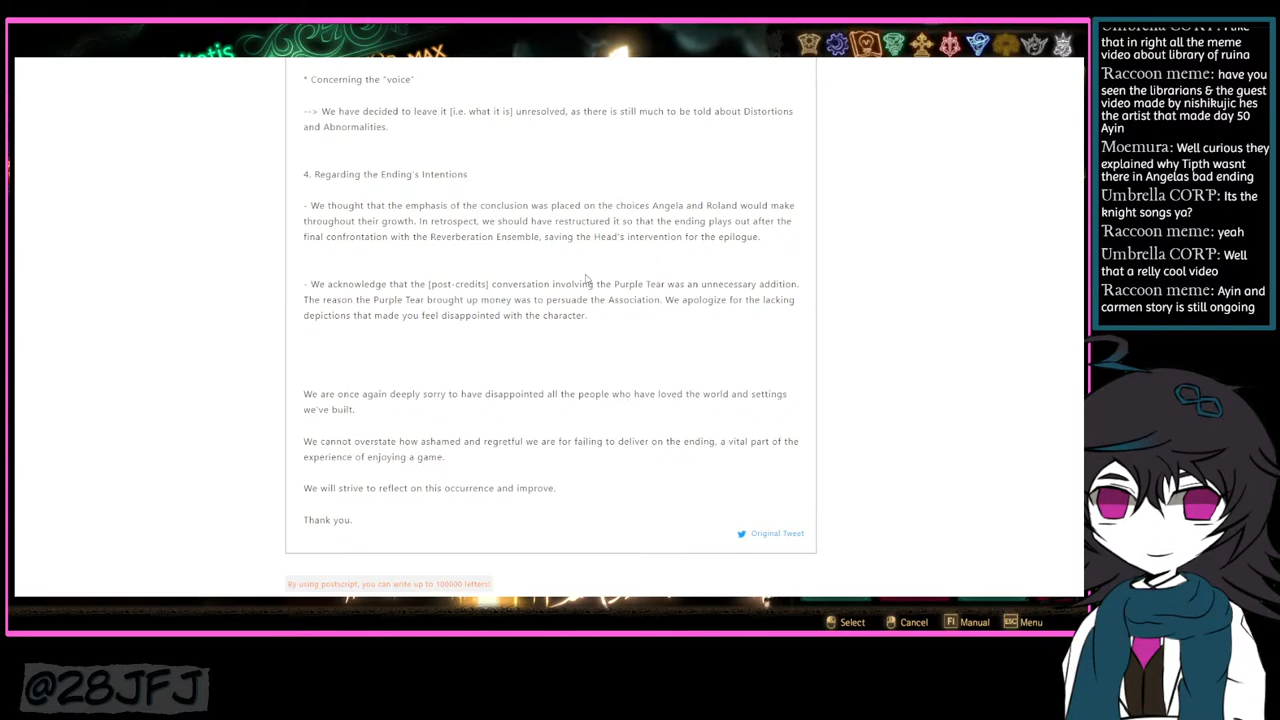 * Concerning the "voice"
--> We have decided to leave it [i.e. what it is] unresolved, as there is still much to be told about Distortions
and Abnormalities.
4. Regarding the Ending's Intentions
- We thought that the emphasis of the conclusion was placed on the choices Angela and Roland would make
throughout their growth. In retrospect, we should have restructured it so that the ending plays out after the
final confrontation with the Reverberation Ensemble, saving the Head's intervention for the epilogue.
- We acknowledge that the [post-credits] conversation involving the Purple Tear was an unnecessary addition.
The reason the Purple Tear brought up money was to persuade the Association. We apologize for the lacking
depictions that made you feel disappointed with the character.
We are once again deeply sorry to have disappointed all the people who have loved the world and settings
we've built.
We cannot overstate how ashamed and regretful we are for failing to deliver on the ending, a vital part of the
experience of enjoying a game.
We will strive to reflect on this occurrence and improve.
Thank you.
Original Tweet
By using postscript, you can write up to 100000 letters!
Select
Cancel
F1 Manual
ESC Menu
@28JFJ
Umbrella CORP: I like
that in right all the meme
video about library of ruina
Raccoon meme: have you
seen the librarians & the guest
video made by nishikujic hes
the artist that made day 50
Ayin
Moemura: Well curious they
explained why Tipth wasnt
there in Angelas bad ending
Umbrella CORP: Its the
knight songs ya?
Raccoon meme: yeah
Umbrella CORP: Well
that a relly cool video
Raccoon meme: Ayin and
carmen story is still ongoing